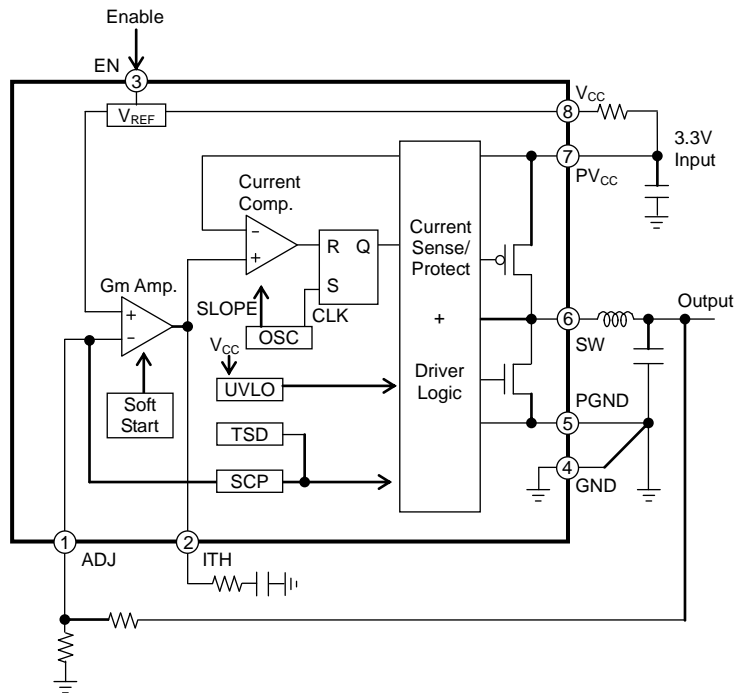 Enable
EN
3
VREF
VCC
8
3.3V
Input
7
PVCC
Current
Comp.
-
+
R Q
S
Current
Sense/
Protect
+
Driver
Logic
Gm Amp.
+
-
SLOPE
OSC
CLK
VCC
UVLO
Soft
Start
TSD
SCP
6
SW
Output
PGND
5
4
GND
1
ADJ
2
ITH